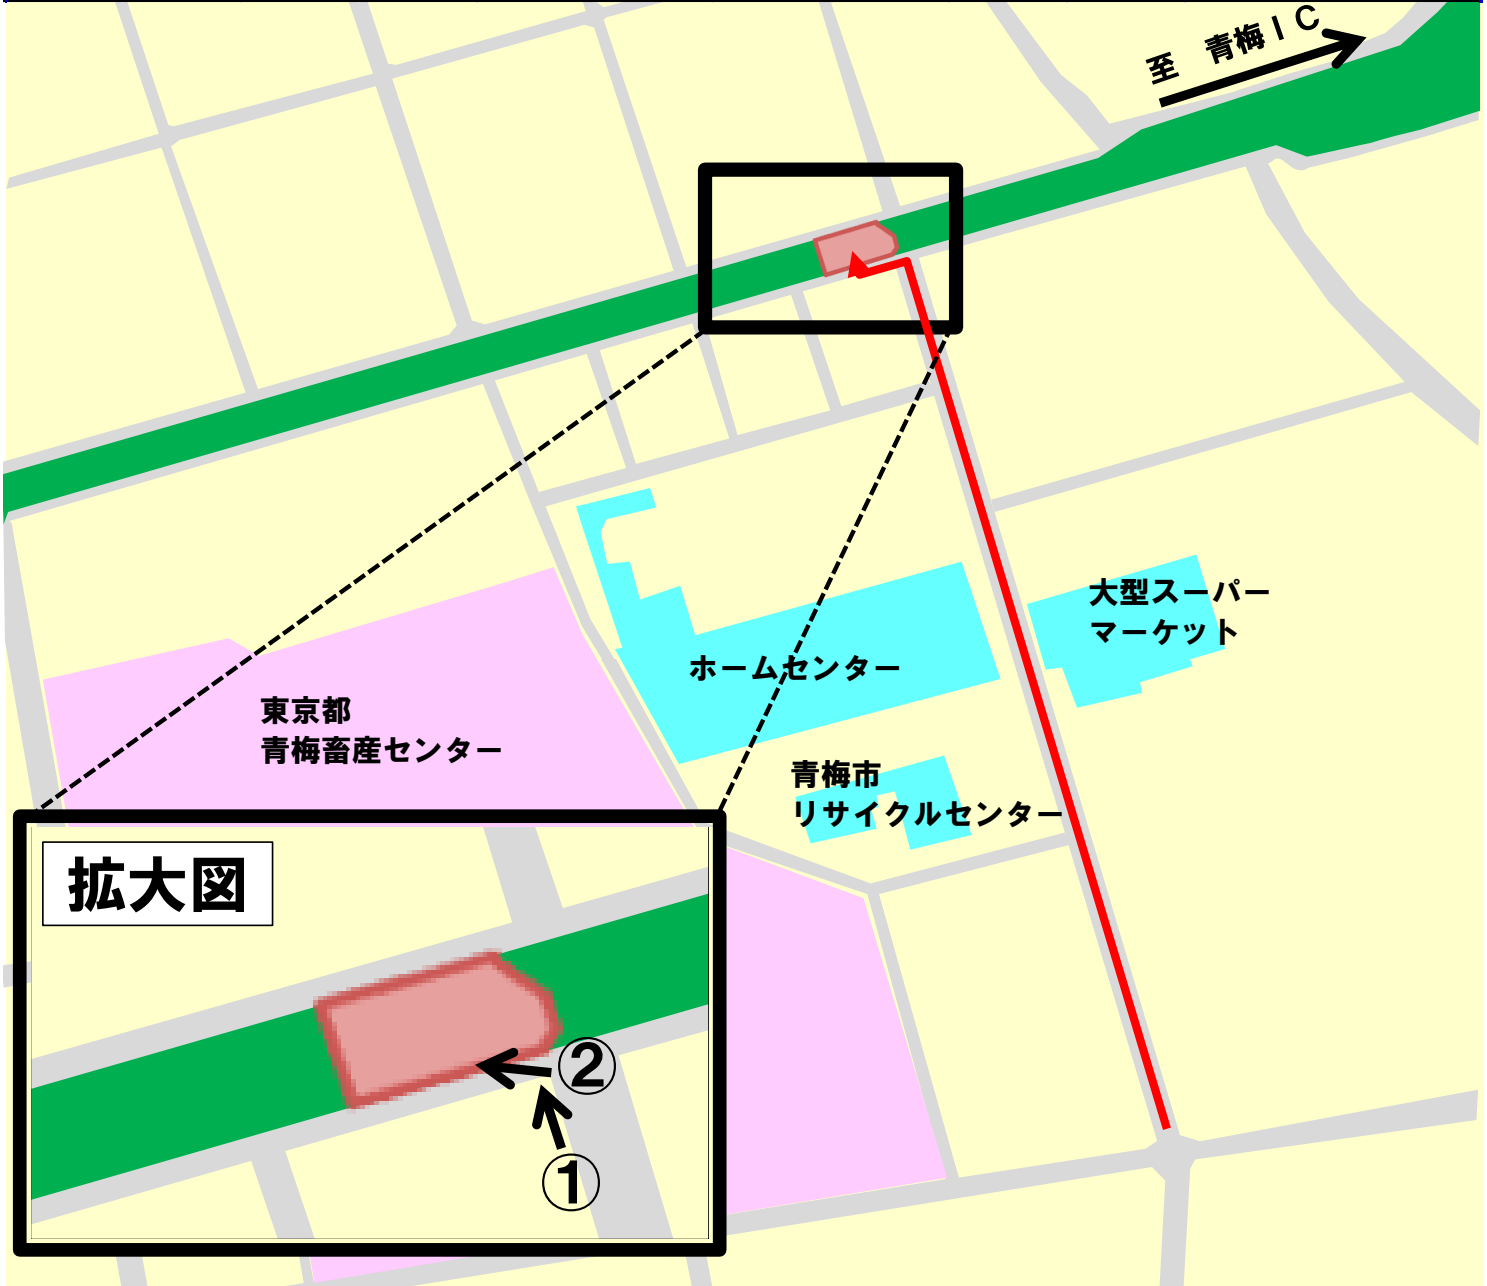 至　青梅ＩＣ
大型スーパー
マーケット
ホームセンター
東京都
青梅畜産センター
青梅市
リサイクルセンター
拡大図
②
①